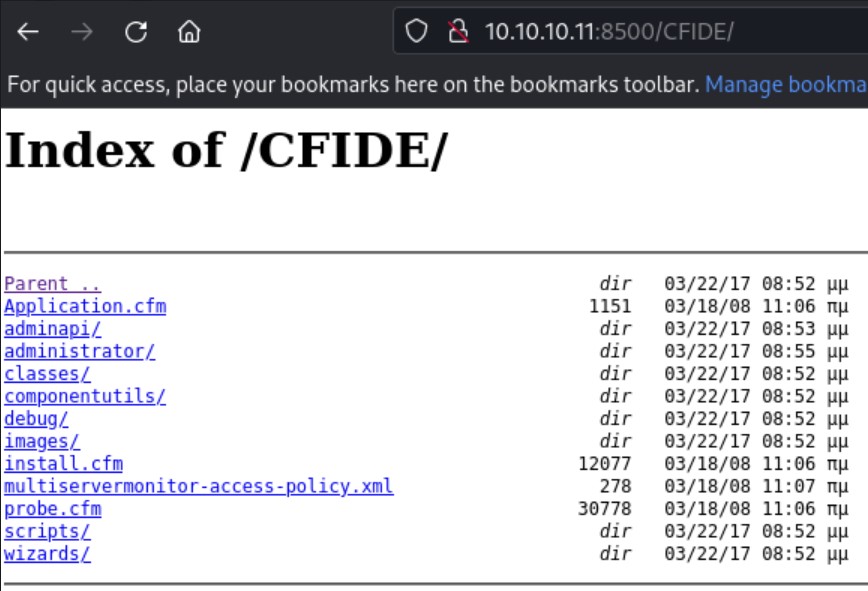 10.10.10.11:8500/CFIDE/
For quick access, place your bookmarks here on the bookmarks toolbar. Manage bookma
Index of /CFIDE/
Parent .. dir 03/22/17 08:52 μμ
Application.cfm 1151 03/18/08 11:06 πμ
adminapi/ dir 03/22/17 08:53 μμ
administrator/ dir 03/22/17 08:55 μμ
classes/ dir 03/22/17 08:52 μμ
componentutils/ dir 03/22/17 08:52 μμ
debug/ dir 03/22/17 08:52 μμ
images/ dir 03/22/17 08:52 μμ
install.cfm 12077 03/18/08 11:06 πμ
multiservermonitor-access-policy.xml 278 03/18/08 11:07 πμ
probe.cfm 30778 03/18/08 11:06 πμ
scripts/ dir 03/22/17 08:52 μμ
wizards/ dir 03/22/17 08:52 μμ